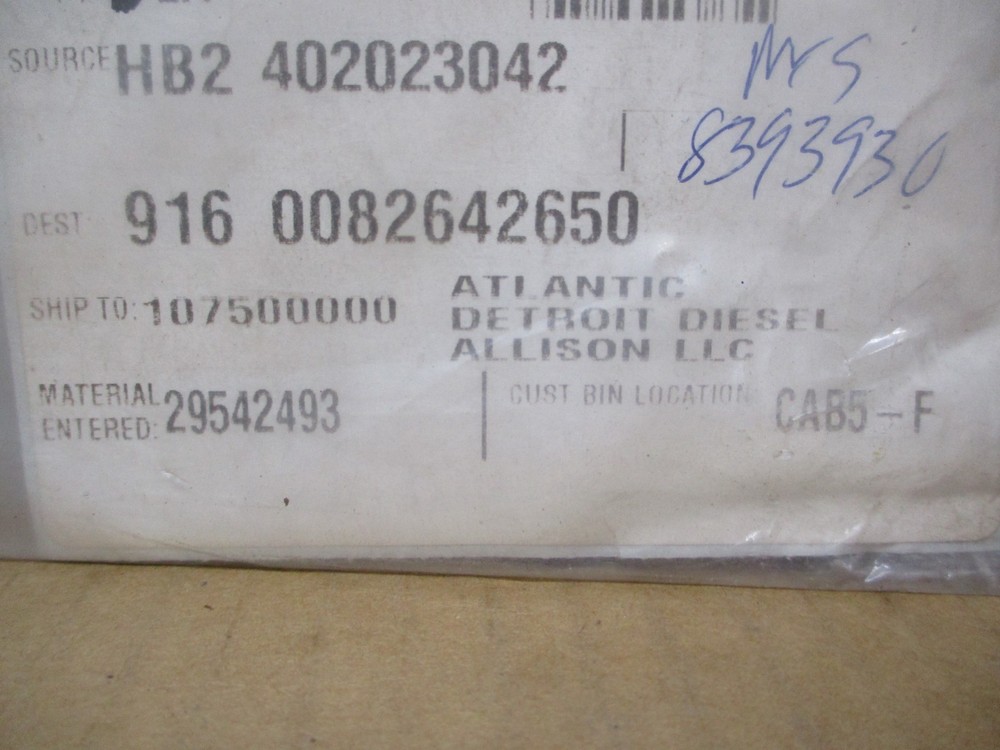 SOURCE HB2 402023042
MrS
8393930
DEST 916 0082642650
SHIP TO: 107500000
ATLANTIC
DETROIT DIESEL
ALLISON LLC
MATERIAL
ENTERED: 29542493
CUST BIN LOCATION CAB5-F